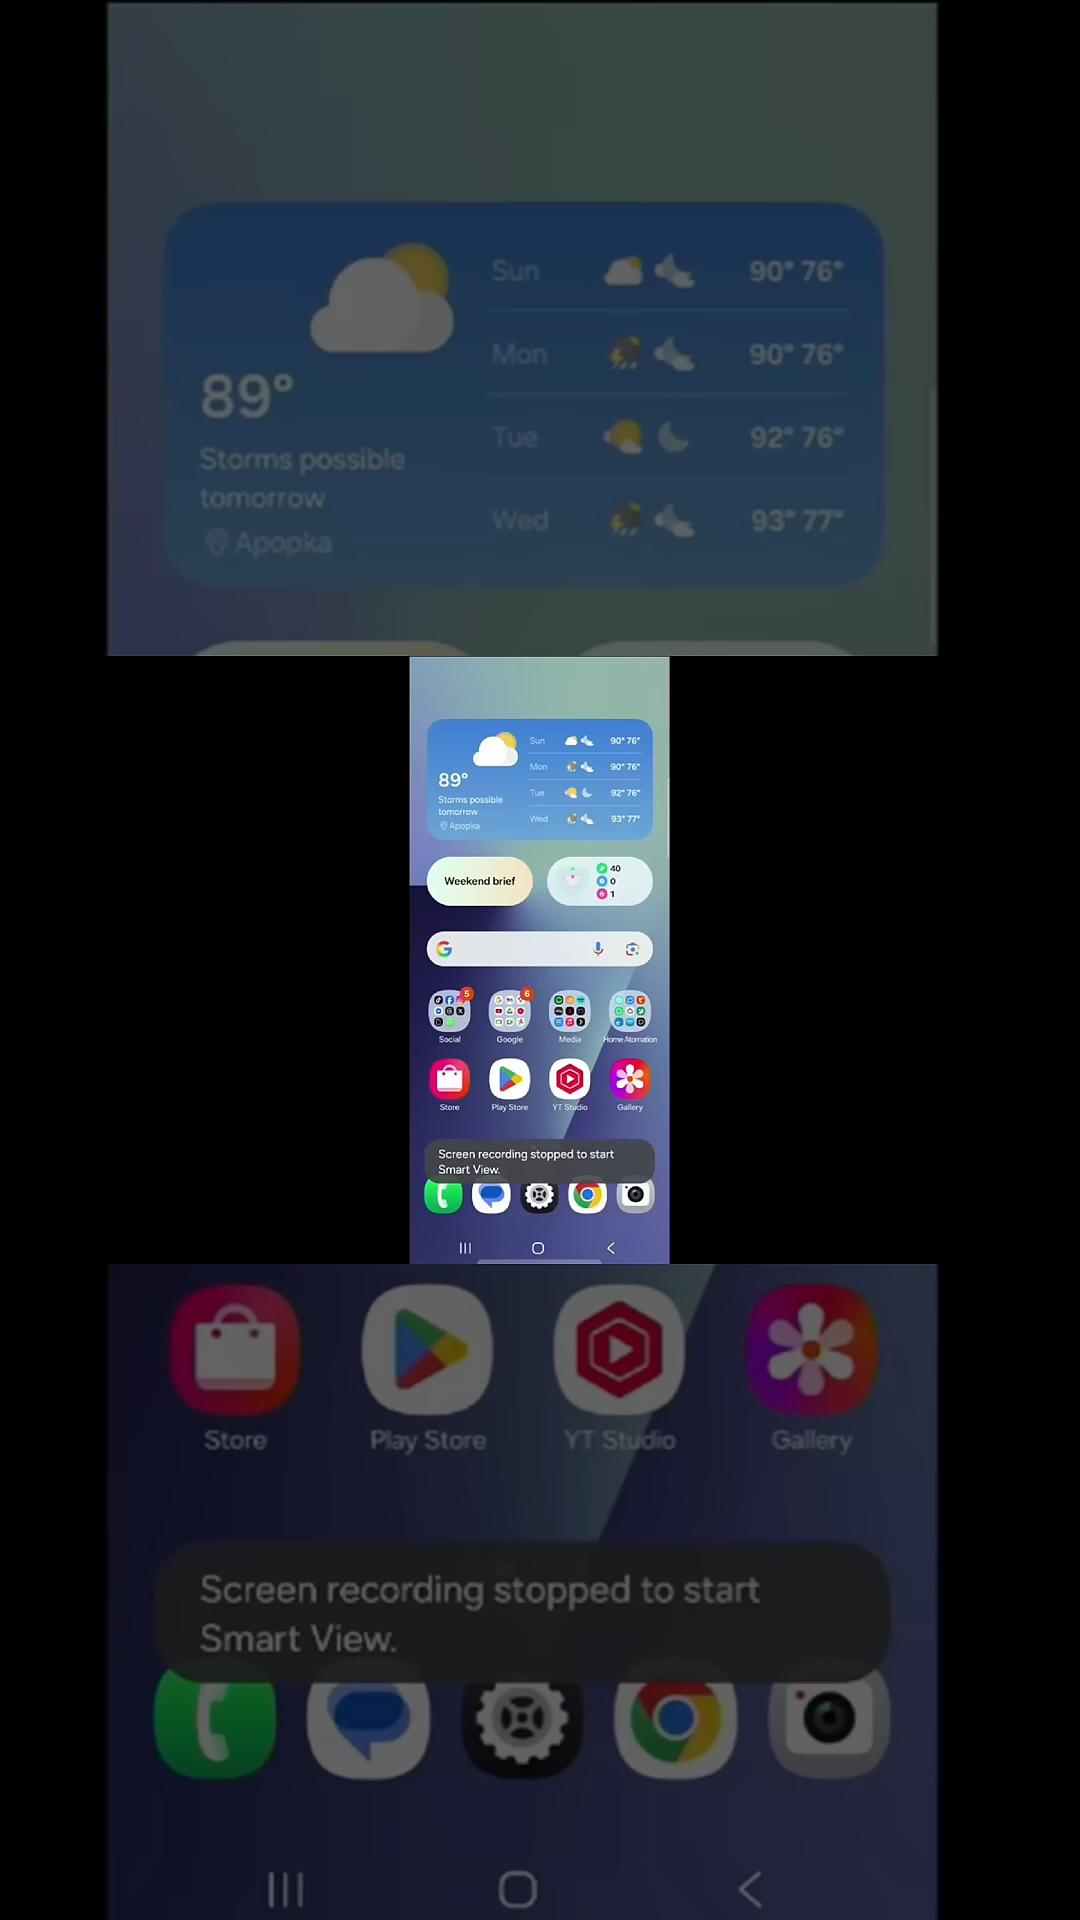 Sun 90° 76°
Mon 90° 76°
89°
Tue 92° 76°
Storms possible
tomorrow
Wed 93° 77°
Apopka
Sun 90° 76°
Mon 90° 76°
89°
Tue 92° 76°
Storms possible
tomorrow
Wed 93° 77°
Apopka
Weekend brief
40
0
1
5 6
Social Google Media Home Atomation
Store Play Store YT Studio Gallery
Screen recording stopped to start
Smart View.
Store Play Store YT Studio Gallery
Screen recording stopped to start
Smart View.